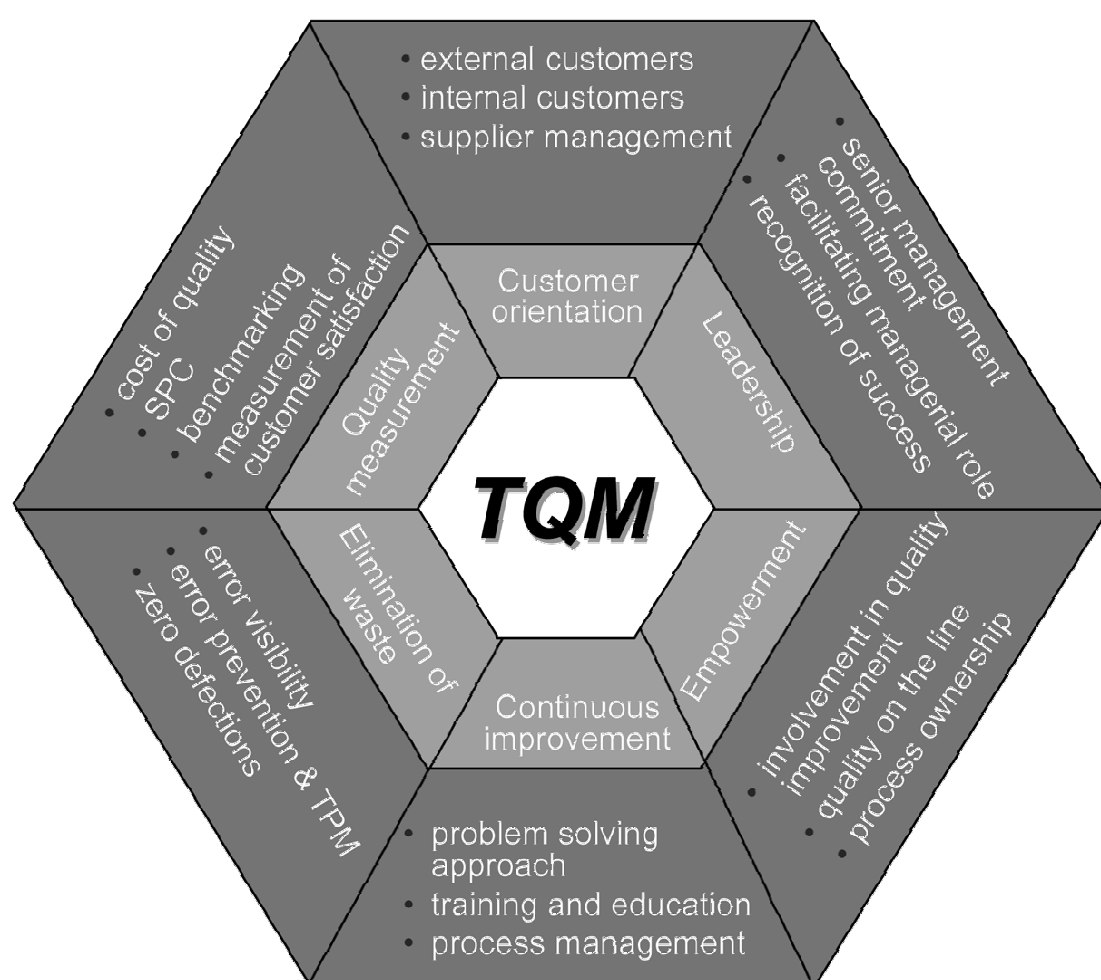 • external customers
• internal customers
• supplier management
Customer
orientation
• senior management
commitment
• facilitating managerial role
• recognition of success
Leadership
• involvement in quality
improvement
• quality on the line
• process ownership
Empowerment
• problem solving
approach
• training and education
• process management
Continuous
improvement
• error visibility
• error prevention & TPM
• zero defections
Elimination of
waste
• cost of quality
• SPC
• benchmarking
• measurement of
customer satisfaction
Quality
measurement
TQM